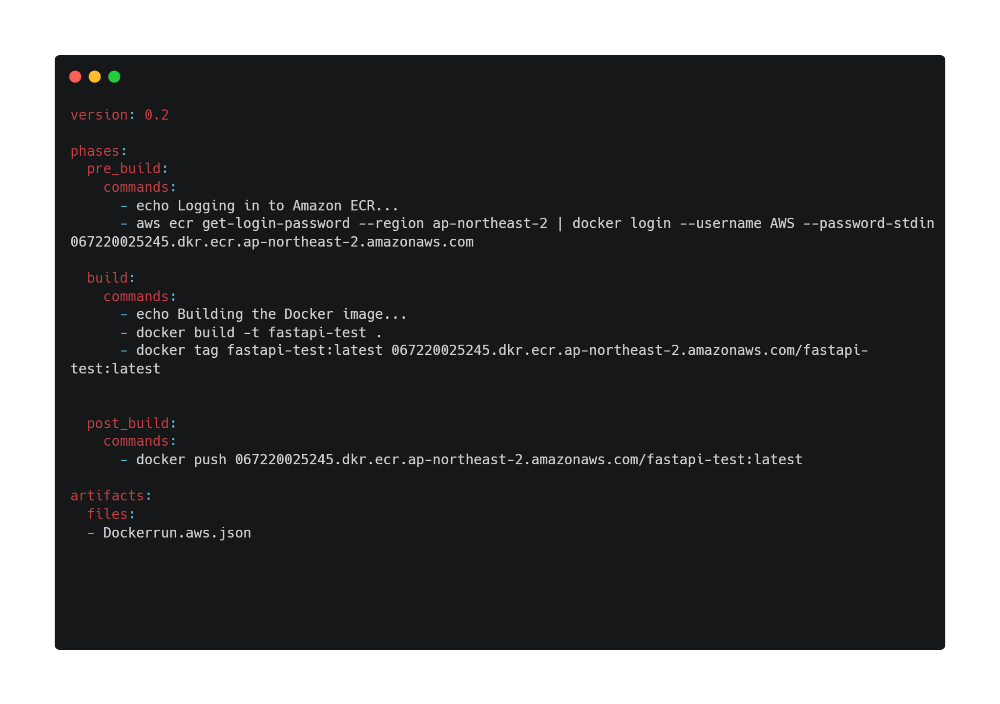 version: 0.2
phases:
  pre_build:
    commands:
      - echo Logging in to Amazon ECR...
      - aws ecr get-login-password --region ap-northeast-2 | docker login --username AWS --password-stdin
067220025245.dkr.ecr.ap-northeast-2.amazonaws.com
  build:
    commands:
      - echo Building the Docker image...
      - docker build -t fastapi-test .
      - docker tag fastapi-test:latest 067220025245.dkr.ecr.ap-northeast-2.amazonaws.com/fastapi-
test:latest
  post_build:
    commands:
      - docker push 067220025245.dkr.ecr.ap-northeast-2.amazonaws.com/fastapi-test:latest
artifacts:
  files:
  - Dockerrun.aws.json